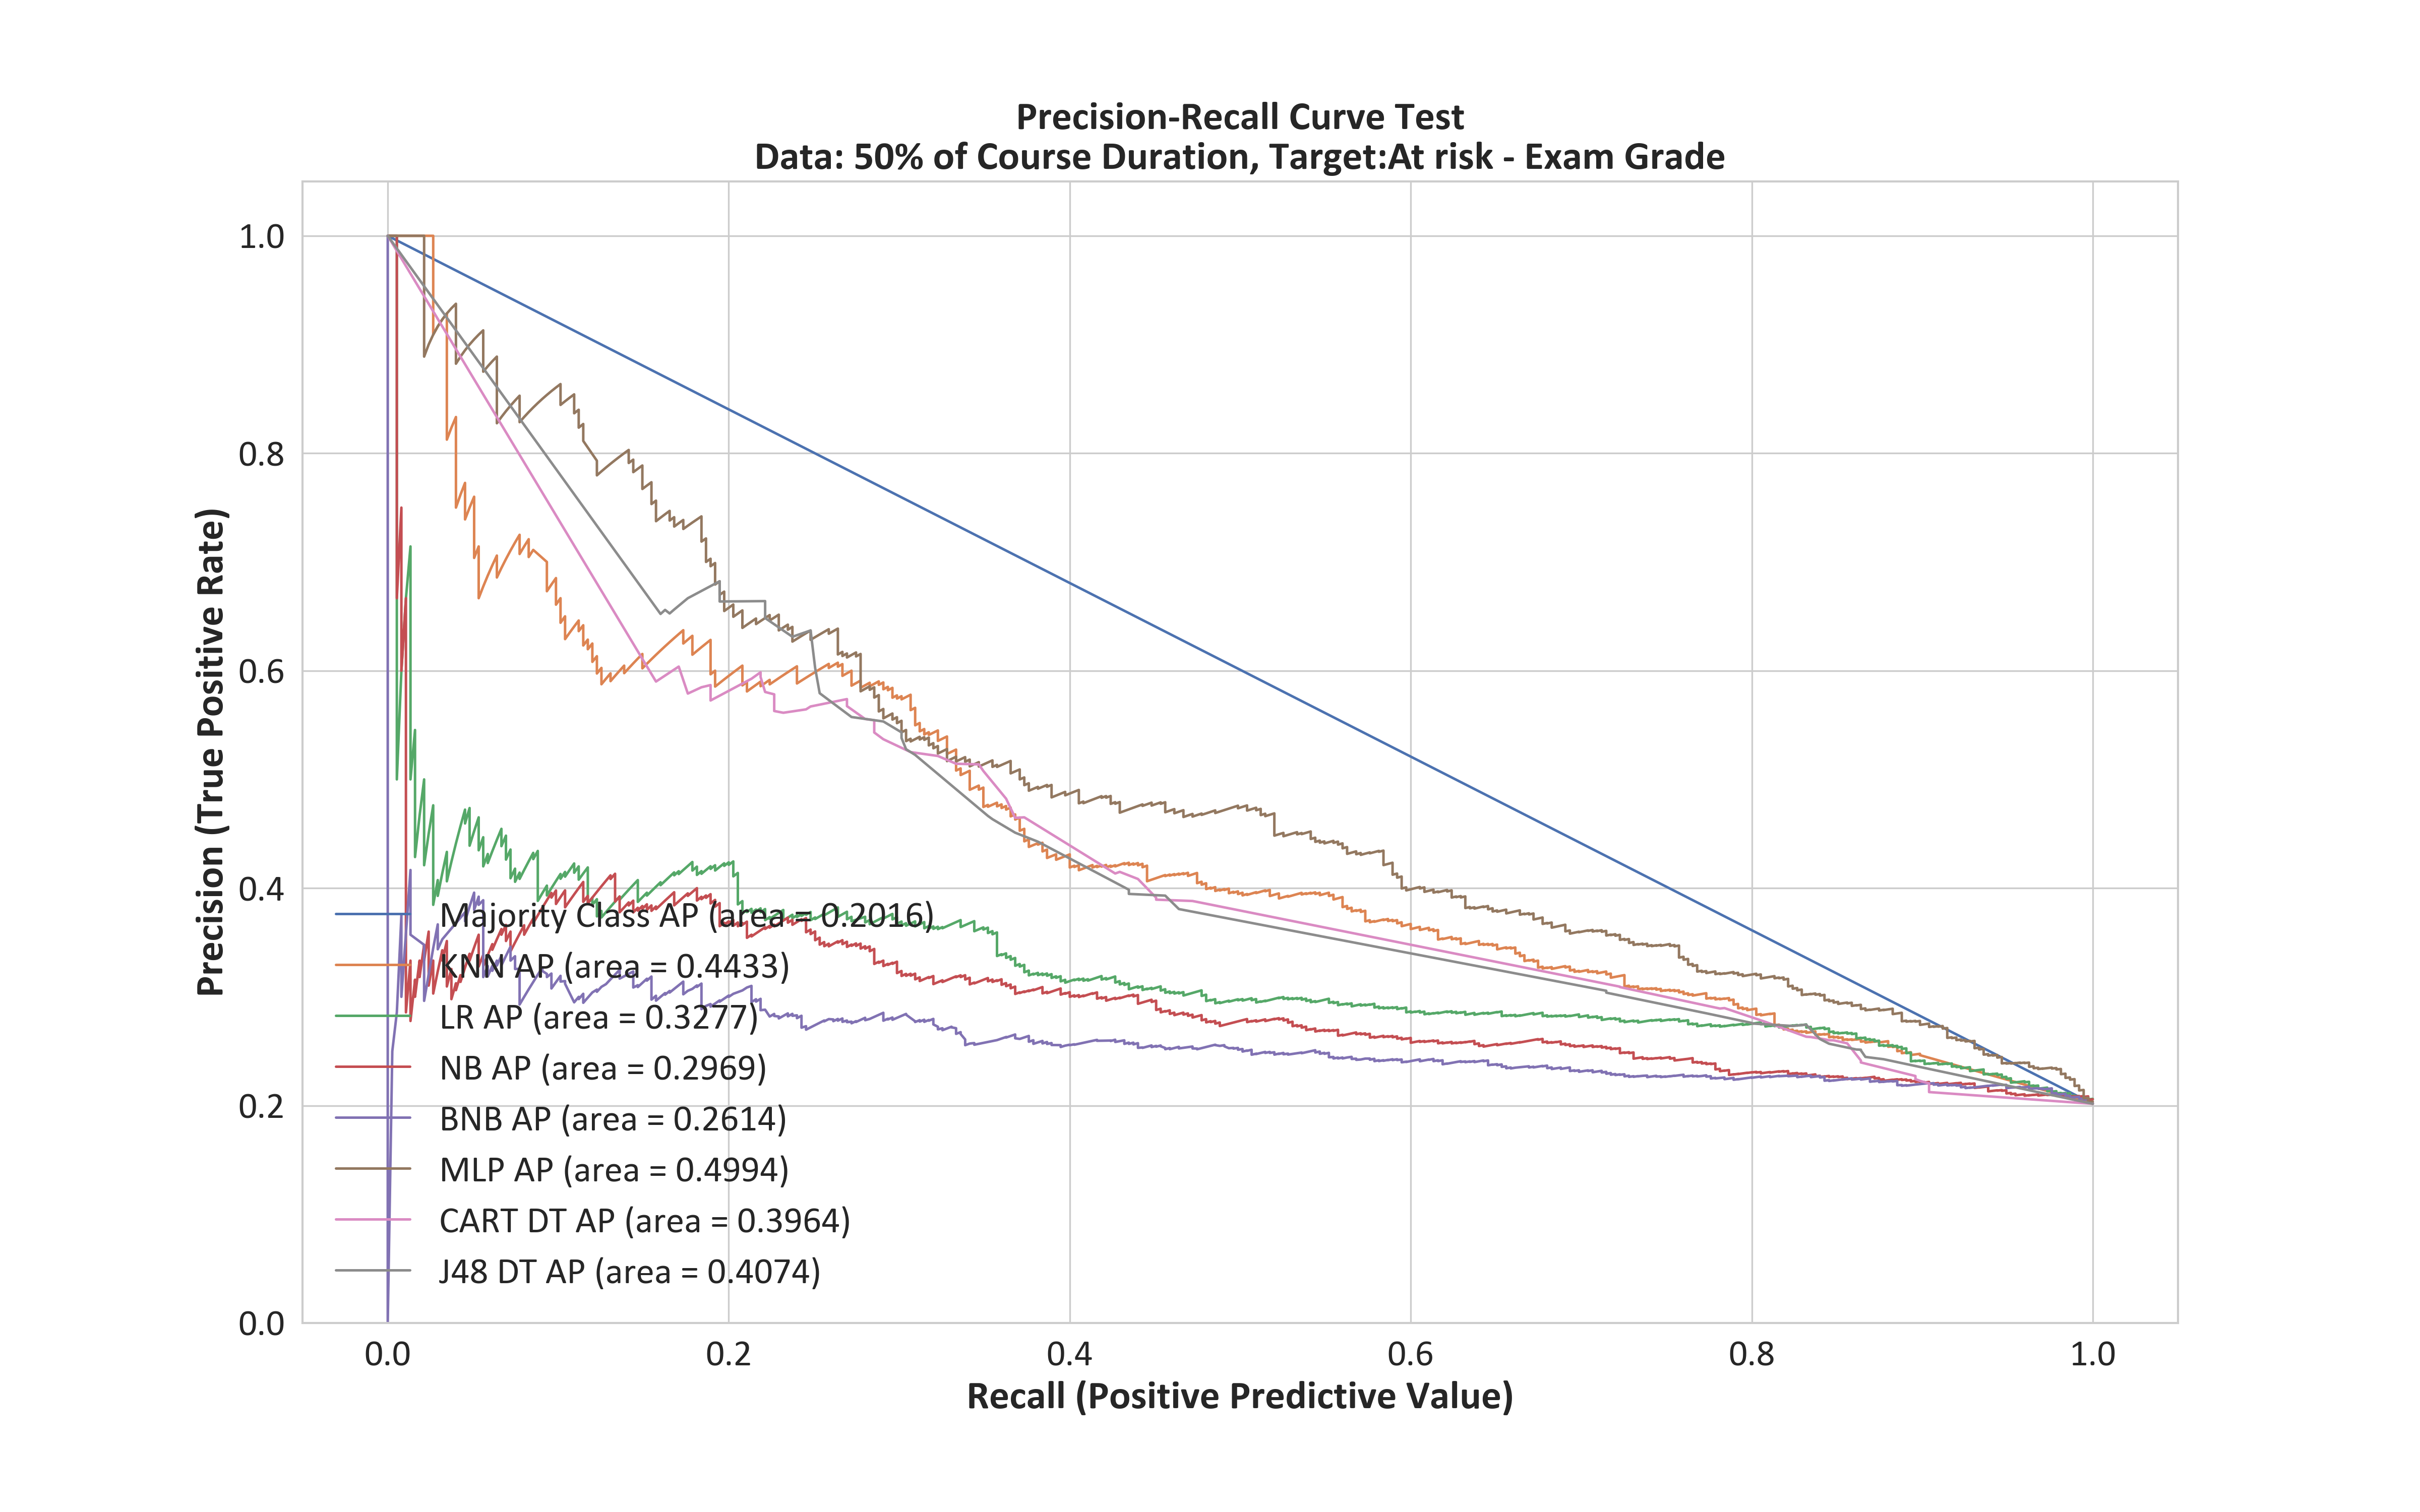 Precision-Recall Curve Test
Data: 50% of Course Duration, Target:At risk - Exam Grade
Precision (True Positive Rate)
1.0
0.8
0.6
0.4
0.2
0.0
Majority Class AP (area = 0.2016)
KNN AP (area = 0.4433)
LR AP (area = 0.3277)
NB AP (area = 0.2969)
BNB AP (area = 0.2614)
MLP AP (area = 0.4994)
CART DT AP (area = 0.3964)
J48 DT AP (area = 0.4074)
0.0
0.2
0.4
0.6
0.8
1.0
Recall (Positive Predictive Value)